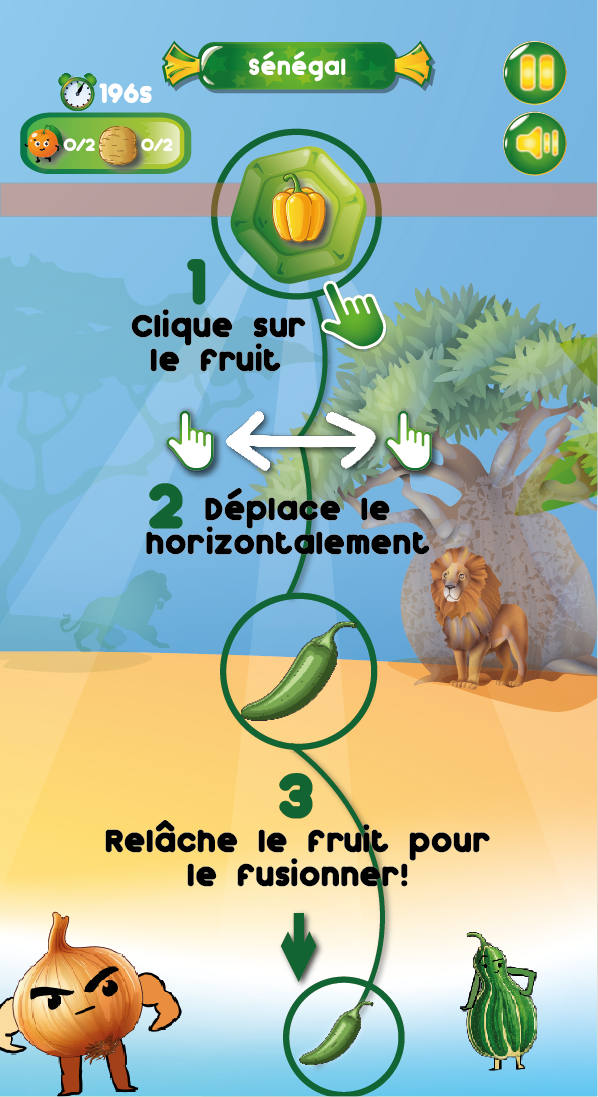 Sénégal
196s
0/2 0/2
1
Clique sur
le fruit
2 Déplace le
horizontalement
3
Relâche le fruit pour
le fusionner!